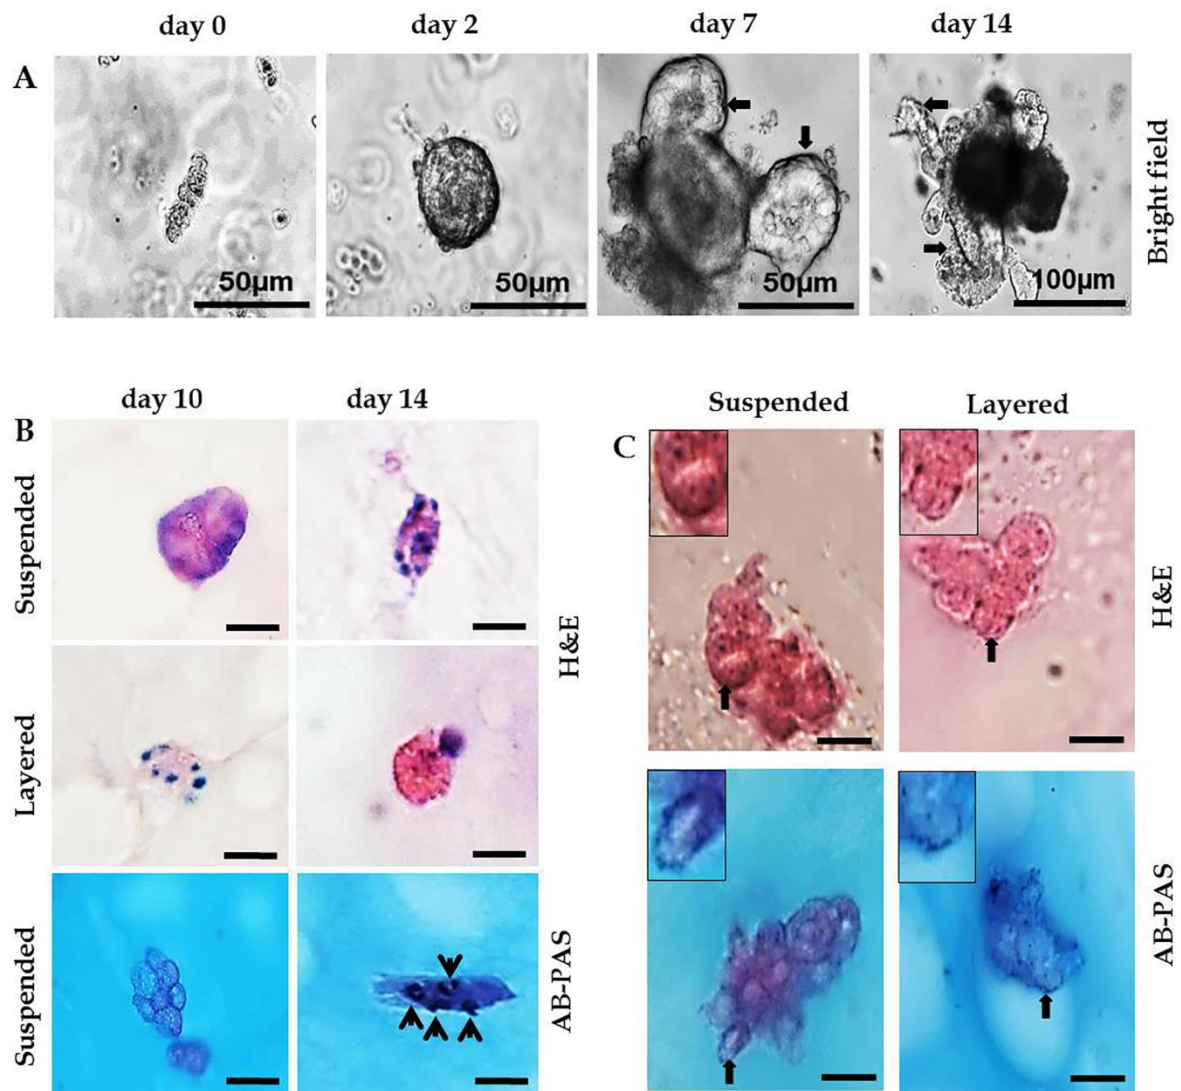 day 0 day 2 day 7 day 14
A
Bright field
50µm 50µm 50µm 100µm
day 10 day 14
B
Suspended
Layered
Suspended
H&E
AB-PAS
Suspended Layered
C
H&E
AB-PAS